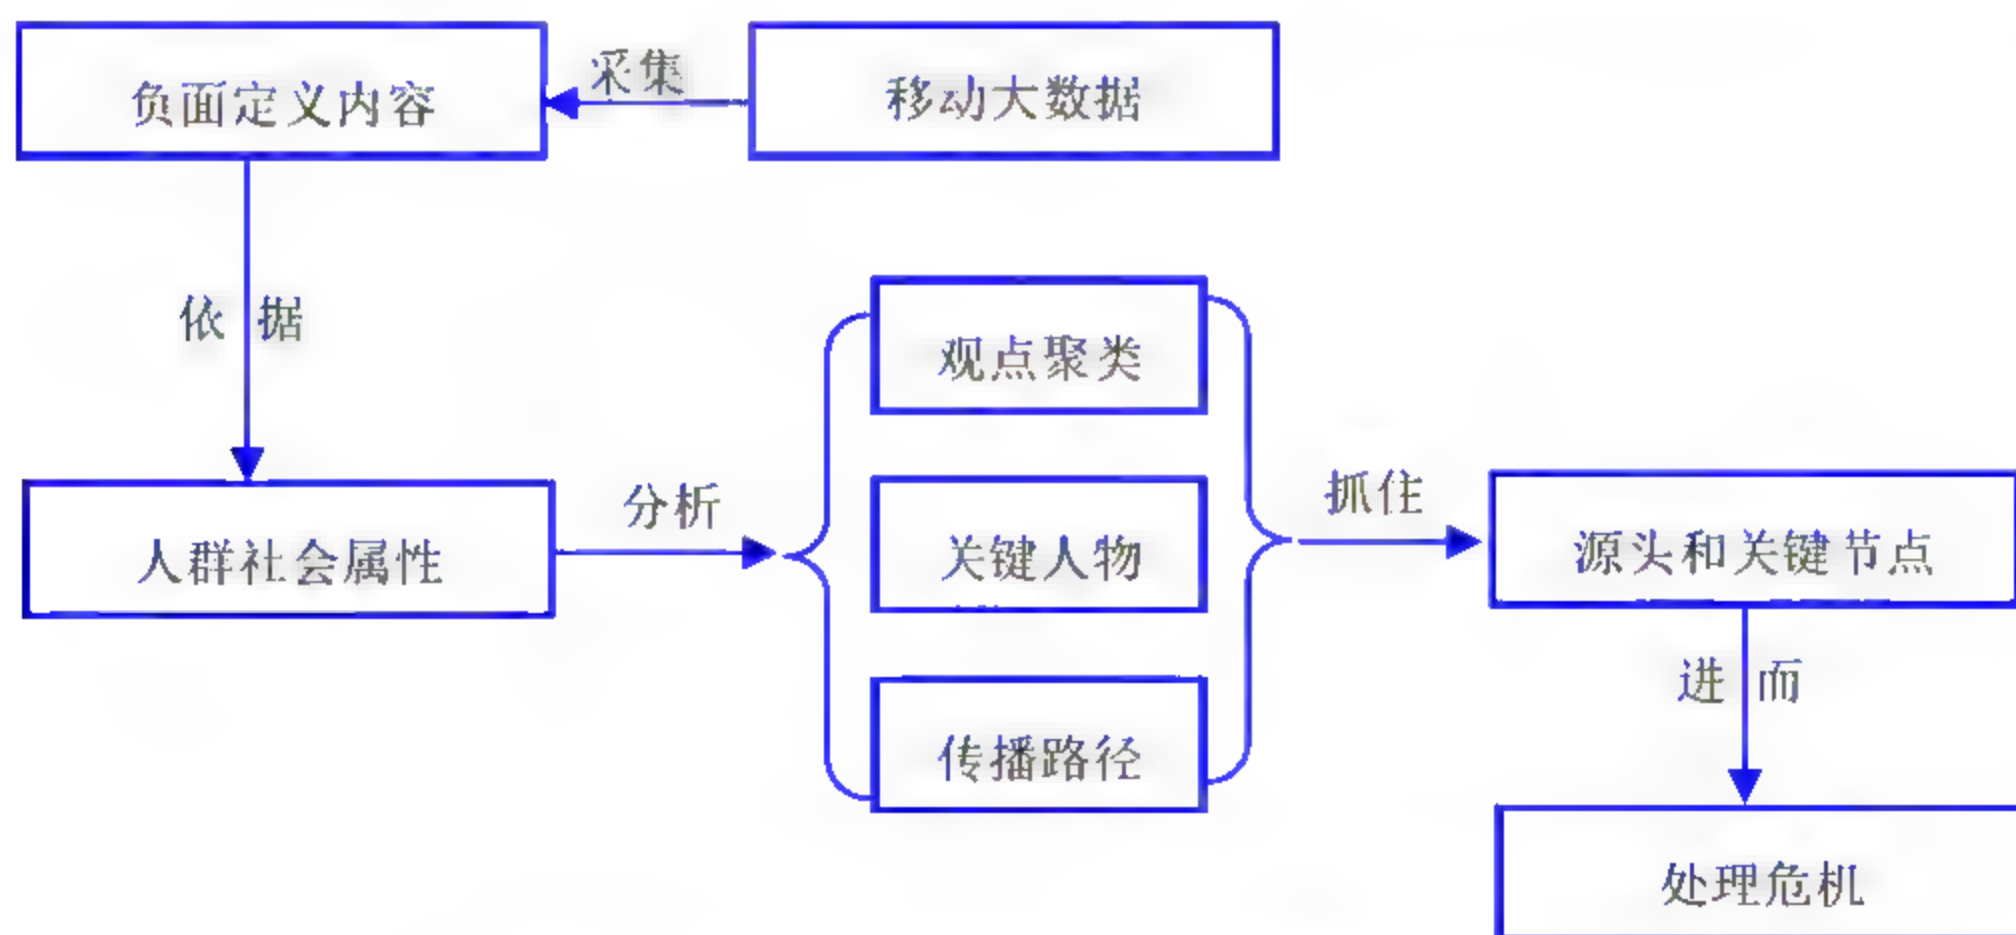 负面定义内容
采集
移动大数据
依据
人群社会属性
分析
观点聚类
关键人物
传播路径
抓住
源头和关键节点
进而
处理危机